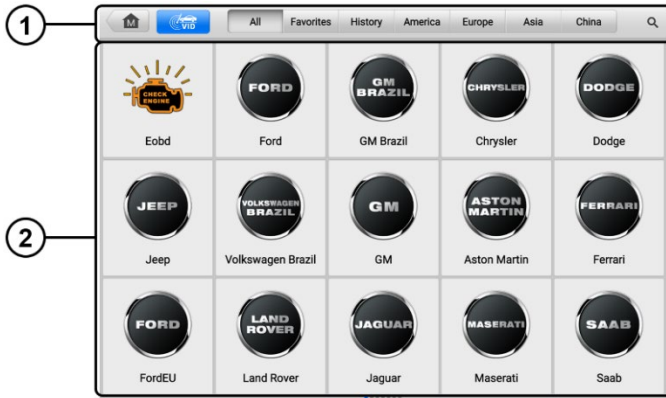 1
M
VID
All
Favorites
History
America
Europe
Asia
China
2
CHECK
ENGINE
FORD
GM
BRAZIL
CHRYSLER
DODGE
Eobd
Ford
GM Brazil
Chrysler
Dodge
JEEP
VOLKSWAGEN
BRAZIL
GM
ASTON
MARTIN
FERRARI
Jeep
Volkswagen Brazil
GM
Aston Martin
Ferrari
FORD
LAND
ROVER
JAGUAR
MASERATI
SAAB
FordEU
Land Rover
Jaguar
Maserati
Saab